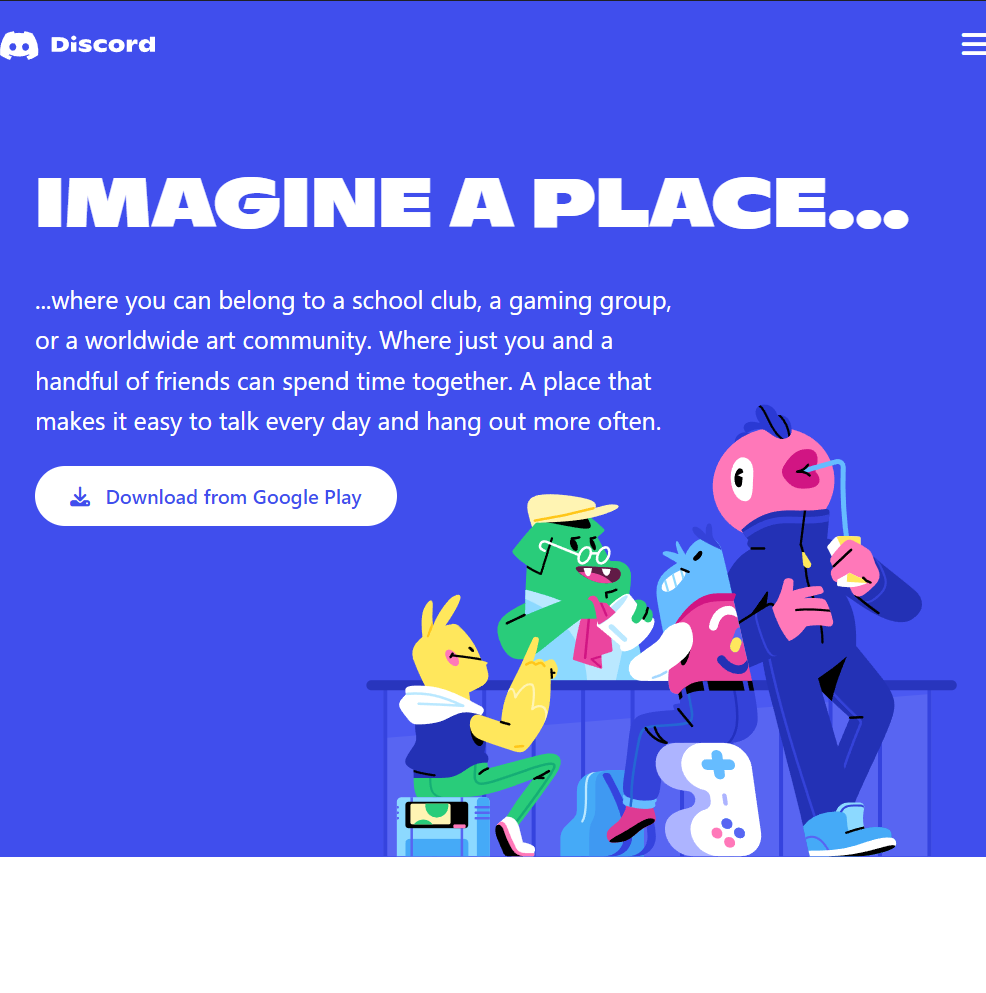 Discord
IMAGINE A PLACE...
...where you can belong to a school club, a gaming group,
or a worldwide art community. Where just you and a
handful of friends can spend time together. A place that
makes it easy to talk every day and hang out more often.
Download from Google Play